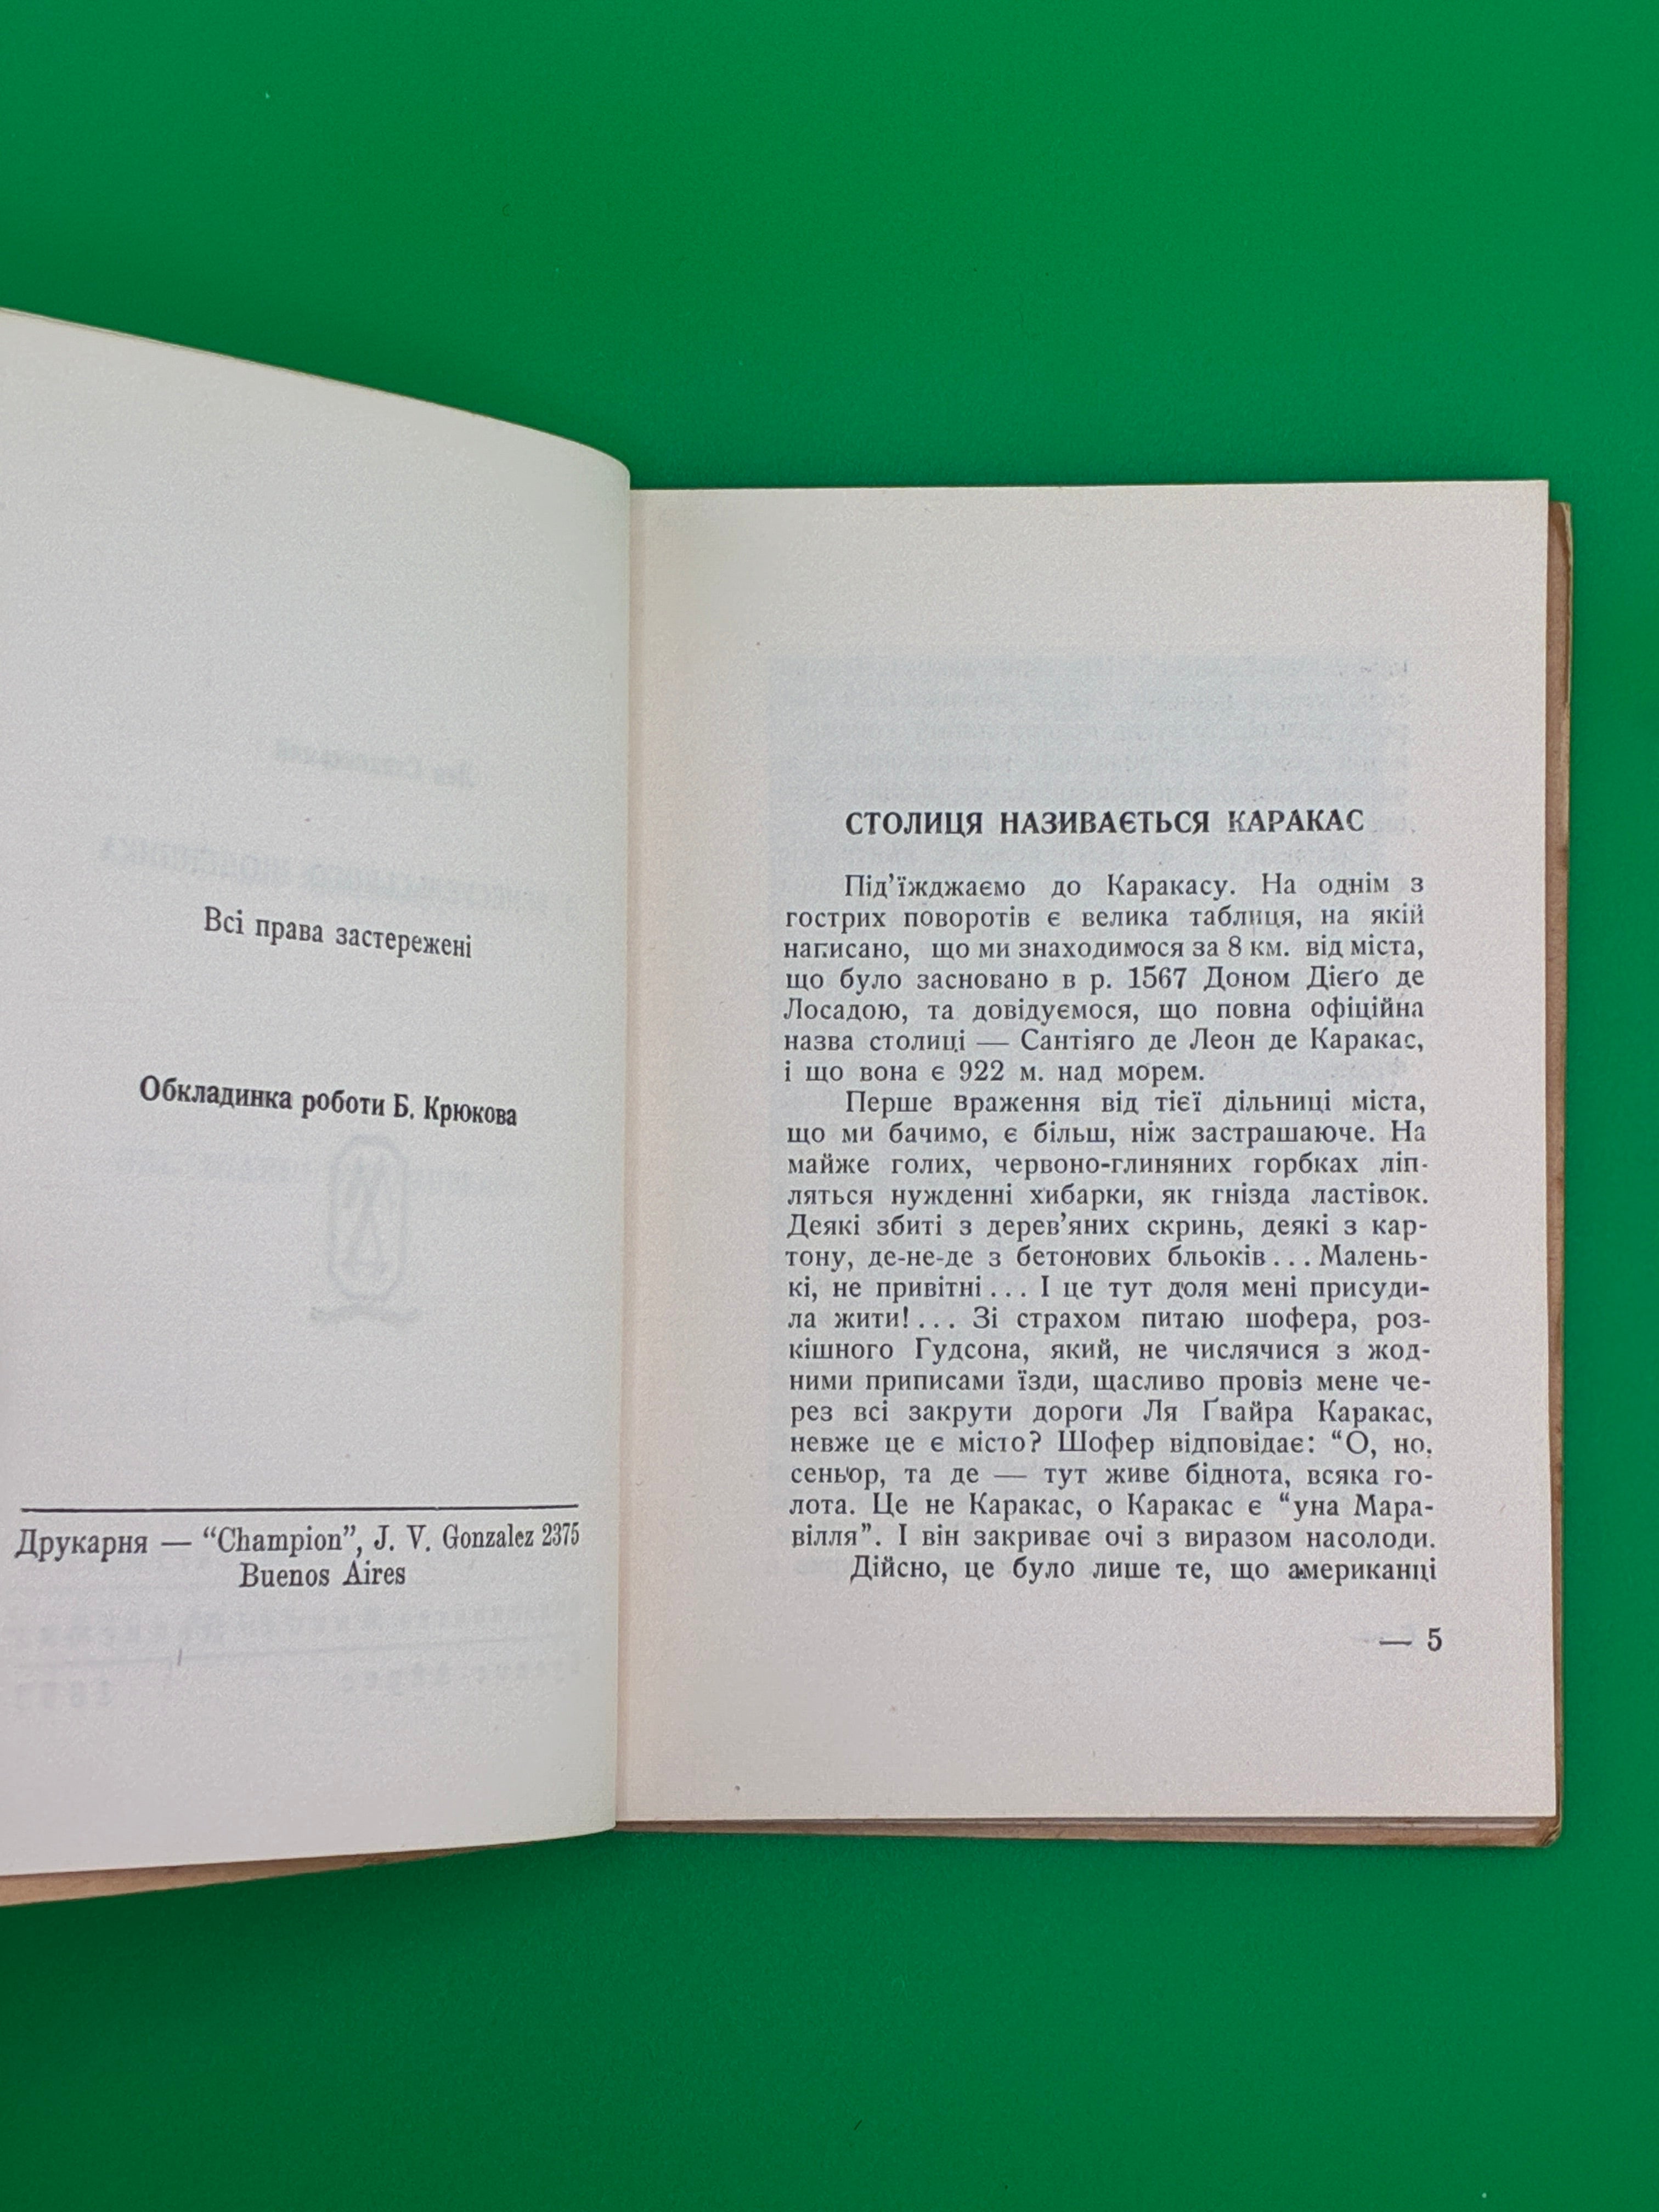 Всі права застережені
Обкладинка роботи Б. Крюкова
Друкарня — “Champion”, J. V. Gonzalez 2375
Buenos Aires
СТОЛИЦЯ НАЗИВАЄТЬСЯ КАРАКАС
Під’їжджаємо до Каракасу. На однім з
гострих поворотів є велика таблиця, на якій
написано, що ми знаходимося за 8 км. від міста,
що було засновано в р. 1567 Доном Дієґо де
Лосадою, та довідуємося, що повна офіційна
назва столиці — Сантіяго де Леон де Каракас,
і що вона є 922 м. над морем.
Перше враження від тієї дільниці міста,
що ми бачимо, є більш, ніж застрашаюче. На
майже голих, червоно-глиняних горбках ліп-
ляться нужденні хибарки, як гнізда ластівок.
Деякі збиті з дерев’яних скринь, деякі з кар-
тону, де-не-де з бетонових бльоків... Малень-
кі, не привітні... І це тут доля мені присуди-
ла жити!... Зі страхом питаю шофера, роз-
кішного Гудсона, який, не числячися з жод-
ними приписами їзди, щасливо провіз мене че-
рез всі закрути дороги Ля Ґвайра Каракас,
невже це є місто? Шофер відповідає: “О, но,
сеньор, та де — тут живе біднота, всяка го-
лота. Це не Каракас, о Каракас є “уна Мара-
вілля”. І він закриває очі з виразом насолоди.
Дійсно, це було лише те, що американці
— 5